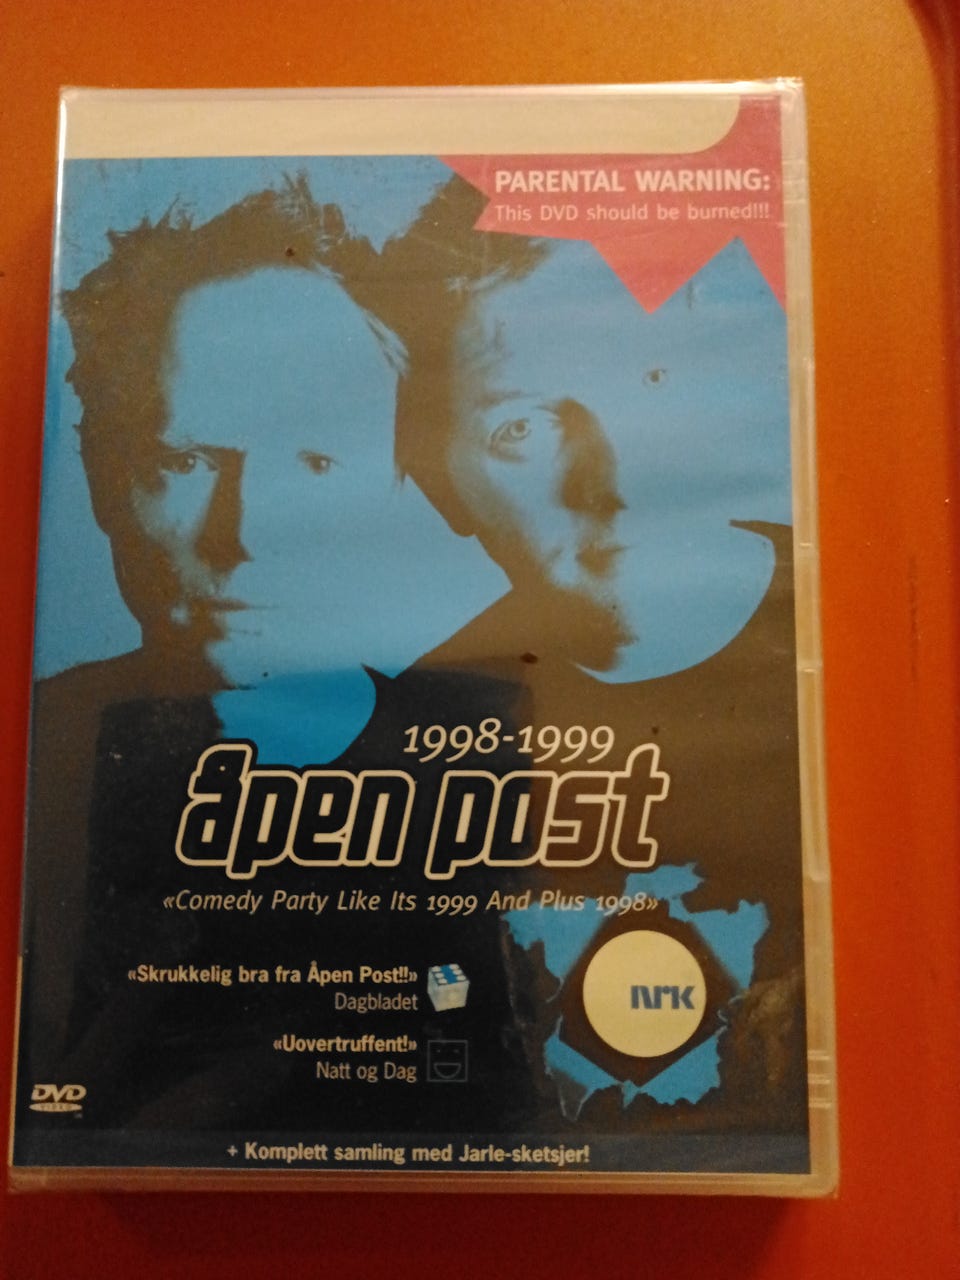 PARENTAL WARNING:
This DVD should be burned!!!
1998-1999
åpen post
«Comedy Party Like Its 1999 And Plus 1998»
«Skrukkelig bra fra Åpen Post!!»
Dagbladet
«Uovertruffent!»
Natt og Dag
NRK
DVD
VIDEO
+ Komplett samling med Jarle-sketsjer!